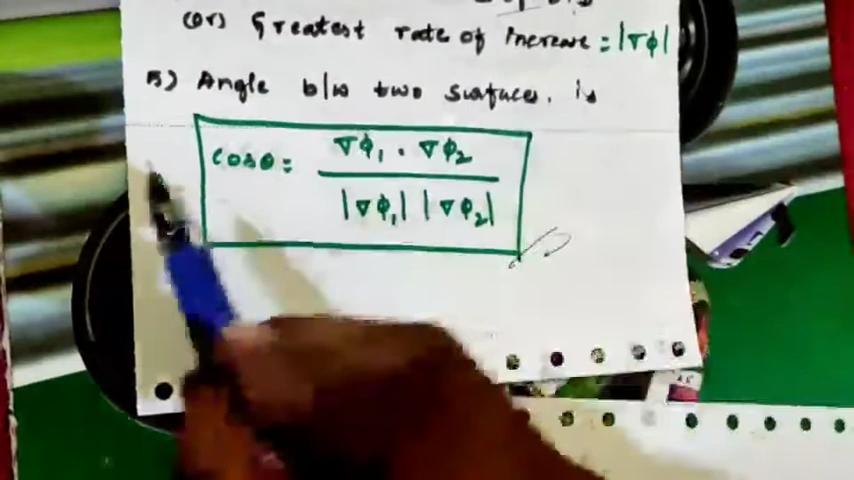 (or) Greatest rate of increase = |∇φ|
5) Angle b/w two surfaces. is
cosθ = ∇φ₁ . ∇φ₂ / |∇φ₁| |∇φ₂|